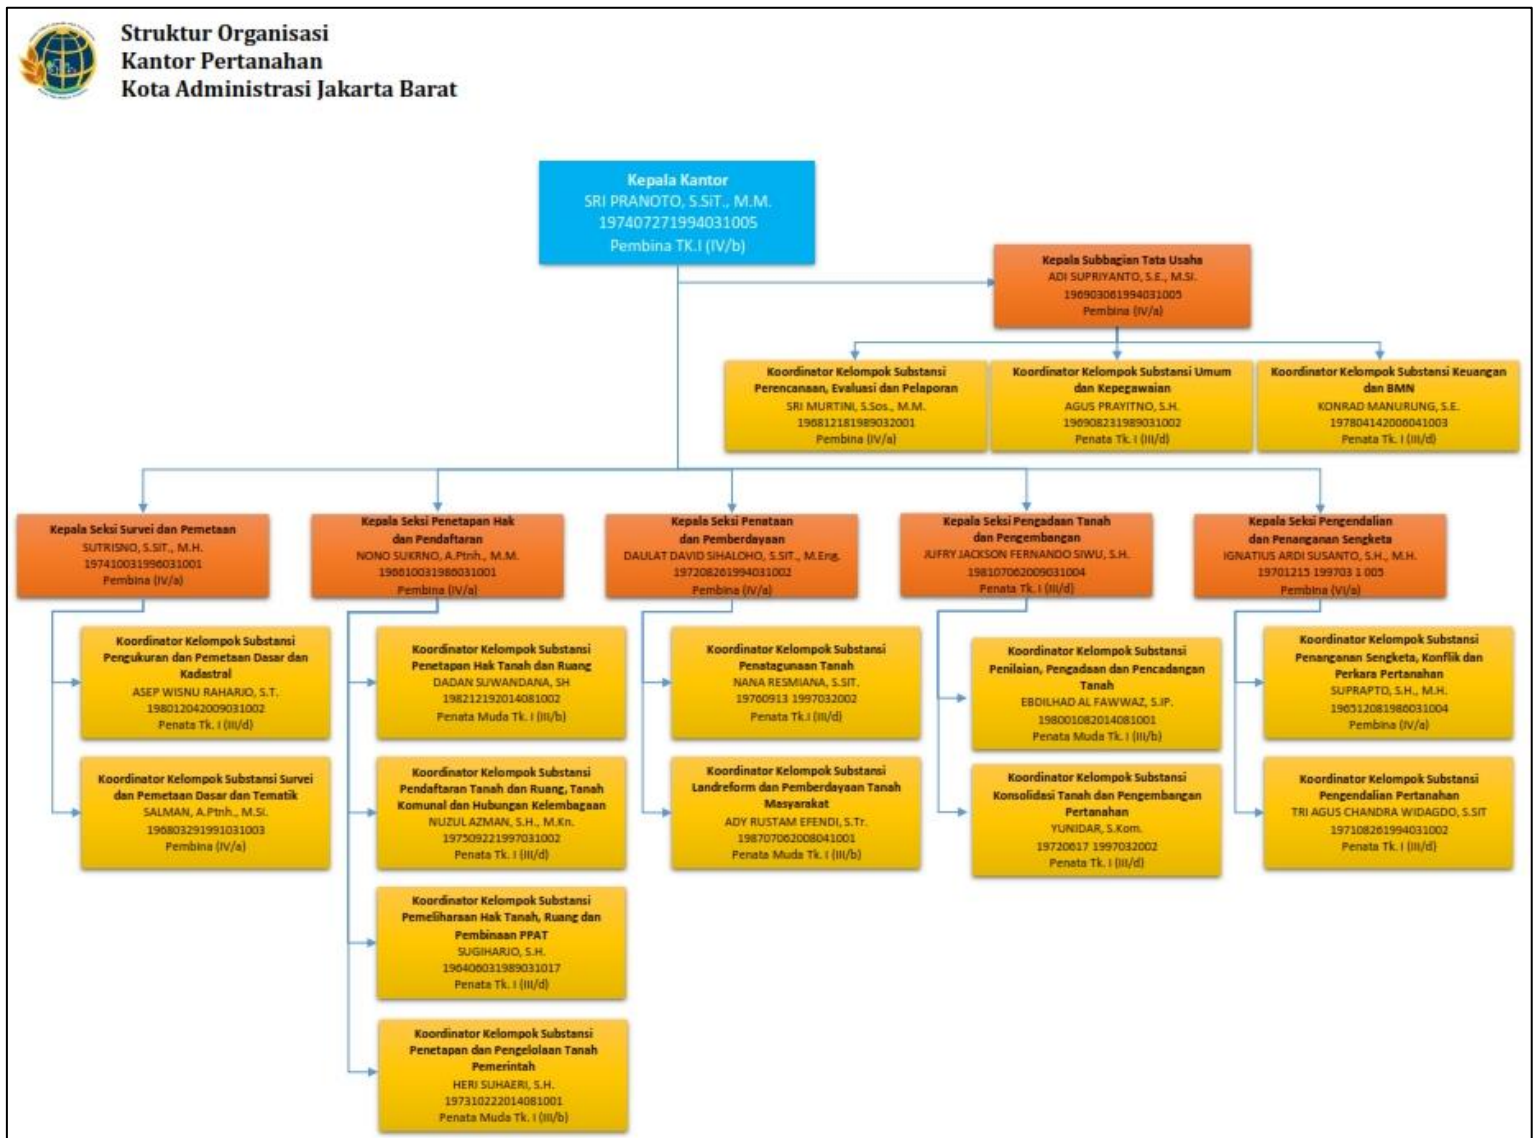 Struktur Organisasi
Kantor Pertanahan
Kota Administrasi Jakarta Barat
Kepala Kantor
SRI PRANOTO, S.SiT., M.M.
197407271994031005
Pembina TK.I (IV/b)
Kepala Subbagian Tata Usaha
ADI SUPRIYANTO, S.E., M.SI.
196903061994031005
Pembina (IV/a)
Koordinator Kelompok Substansi
Perencanaan, Evaluasi dan Pelaporan
SRI MURTINI, S.Sos., M.M.
196812181989032001
Pembina (IV/a)
Koordinator Kelompok Substansi Umum
dan Kepegawaian
AGUS PRAYITNO, S.H.
196908231989031002
Penata Tk. I (III/d)
Koordinator Kelompok Substansi Keuangan
dan BMN
KONRAD MANURUNG, S.E.
197804142006041003
Penata Tk. I (III/d)
Kepala Seksi Survei dan Pemetaan
SUTRISNO, S.SIT., M.H.
197410031996031001
Pembina (IV/a)
Kepala Seksi Penetapan Hak
dan Pendaftaran
NONO SUKRNO, A.Ptnh., M.M.
196610031986031001
Pembina (IV/a)
Kepala Seksi Penataan
dan Pemberdayaan
DAULAT DAVID SIHALOHO, S.SIT., M.Eng.
197208261994031002
Pembina (IV/a)
Kepala Seksi Pengadaan Tanah
dan Pengembangan
JUFRY JACKSON FERNANDO SIWU, S.H.
198107062009031004
Penata Tk. I (III/d)
Kepala Seksi Pengendalian
dan Penanganan Sengketa
IGNATIUS ARDI SUSANTO, S.H., M.H.
19701215 199703 1 005
Pembina (VI/a)
Koordinator Kelompok Substansi
Pengukuran dan Pemetaan Dasar dan
Kadastral
ASEP WISNU RAHARJO, S.T.
198012042009031002
Penata Tk. I (III/d)
Koordinator Kelompok Substansi Survei
dan Pemetaan Dasar dan Tematik
SALMAN, A.Ptnh., M.Si.
196803291991031003
Pembina (IV/a)
Koordinator Kelompok Substansi
Penetapan Hak Tanah dan Ruang
DADAN SUWANDANA, SH
198212192014081002
Penata Muda Tk. I (III/b)
Koordinator Kelompok Substansi
Pendaftaran Tanah dan Ruang, Tanah
Komunal dan Hubungan Kelembagaan
NUZUL AZMAN, S.H., M.Kn.
197509221997031002
Penata Tk. I (III/d)
Koordinator Kelompok Substansi
Pemeliharaan Hak Tanah, Ruang dan
Pembinaan PPAT
SUGIHARJO, S.H.
196406031989031017
Penata Tk. I (III/d)
Koordinator Kelompok Substansi
Penetapan dan Pengelolaan Tanah
Pemerintah
HERI SUHAERI, S.H.
197310222014081001
Penata Muda Tk. I (III/b)
Koordinator Kelompok Substansi
Penatagunaan Tanah
NANA RESMIANA, S.SIT.
19760913 1997032002
Penata Tk.I (III/d)
Koordinator Kelompok Substansi
Landreform dan Pemberdayaan Tanah
Masyarakat
ADY RUSTAM EFENDI, S.Tr.
198707062008041001
Penata Muda Tk. I (III/b)
Koordinator Kelompok Substansi
Penilaian, Pengadaan dan Pencadangan
Tanah
EBDILHAD AL FAWWAZ, S.IP.
198001082014081001
Penata Muda Tk. I (III/b)
Koordinator Kelompok Substansi
Konsolidasi Tanah dan Pengembangan
Pertanahan
YUNIDAR, S.Kom.
19720617 1997032002
Penata Tk. I (III/d)
Koordinator Kelompok Substansi
Penanganan Sengketa, Konflik dan
Perkara Pertanahan
SUPRAPTO, S.H., M.H.
196512081986031004
Pembina (IV/a)
Koordinator Kelompok Substansi
Pengendalian Pertanahan
TRI AGUS CHANDRA WIDAGDO, S.SIT
197108261994031002
Penata Tk. I (III/d)